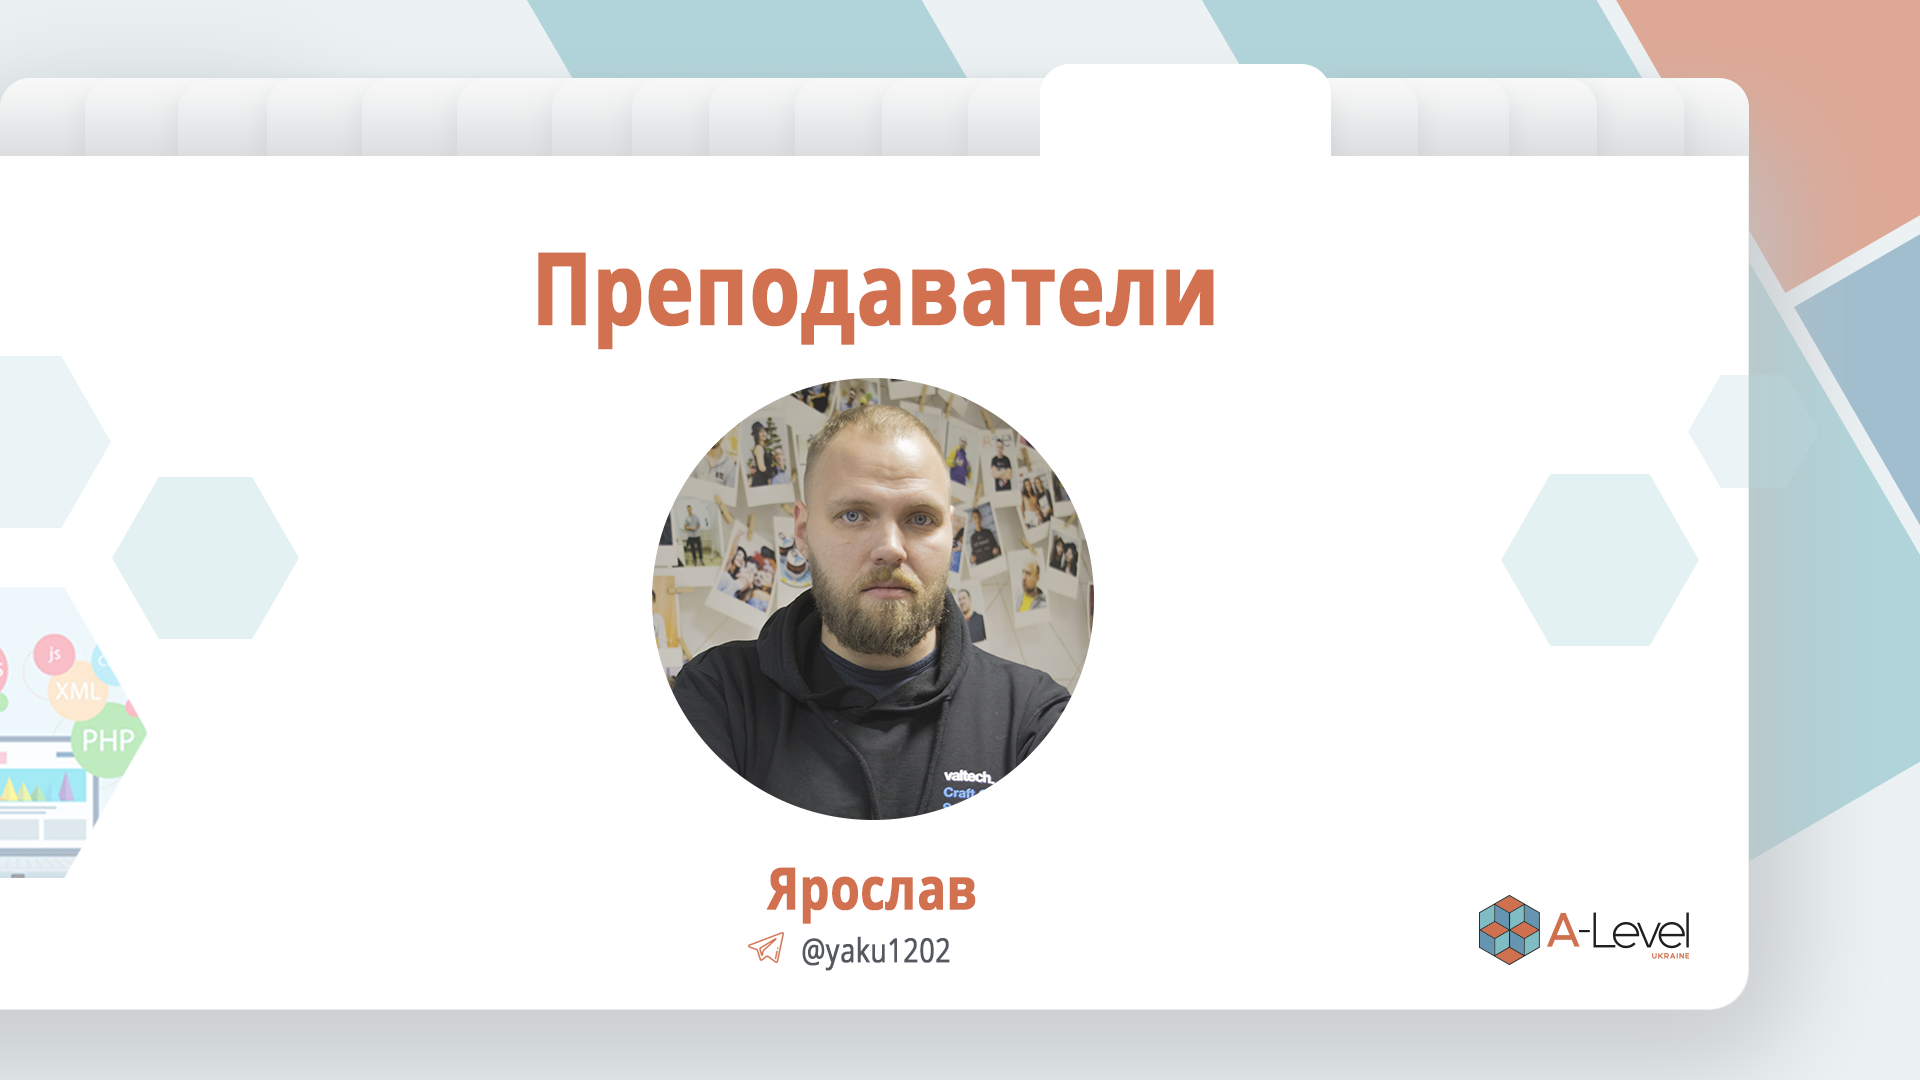 Преподаватели
js
XML
PHP
valtech_
Craft
Ярослав
@yaku1202
A-Level
UKRAINE